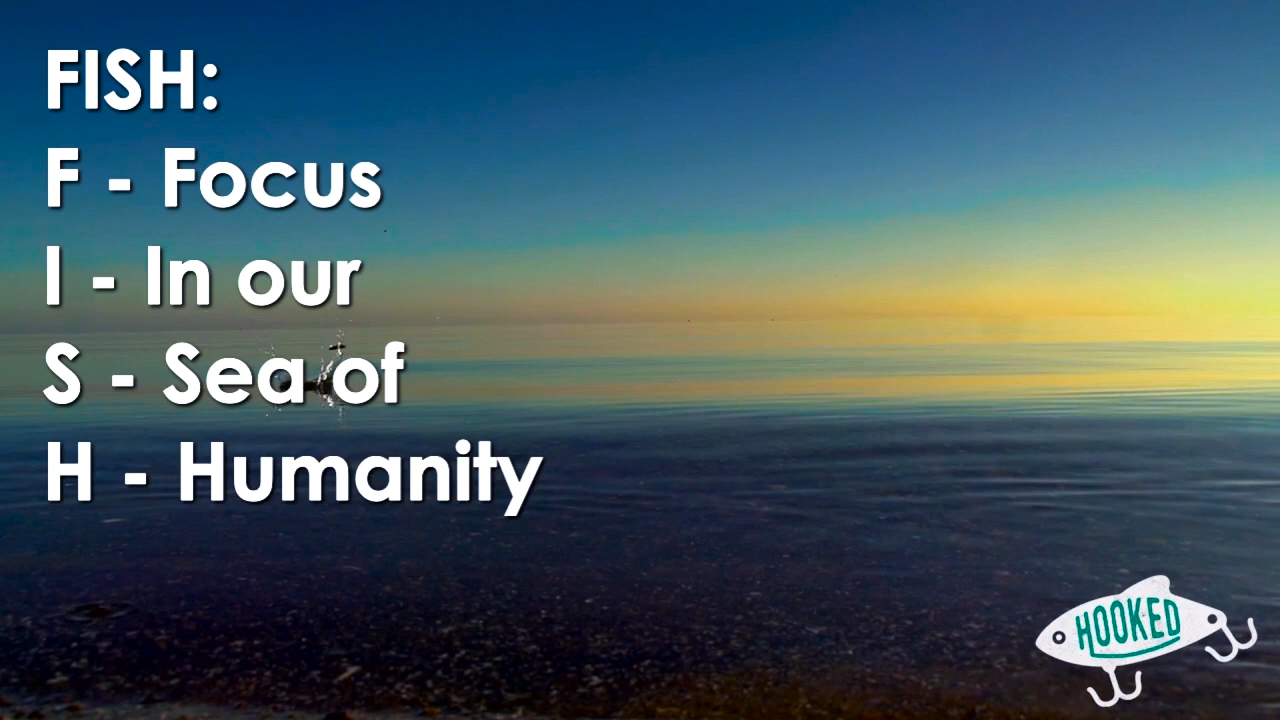 FISH:
F - Focus
I - In our
S - Sea of
H - Humanity
HOOKED